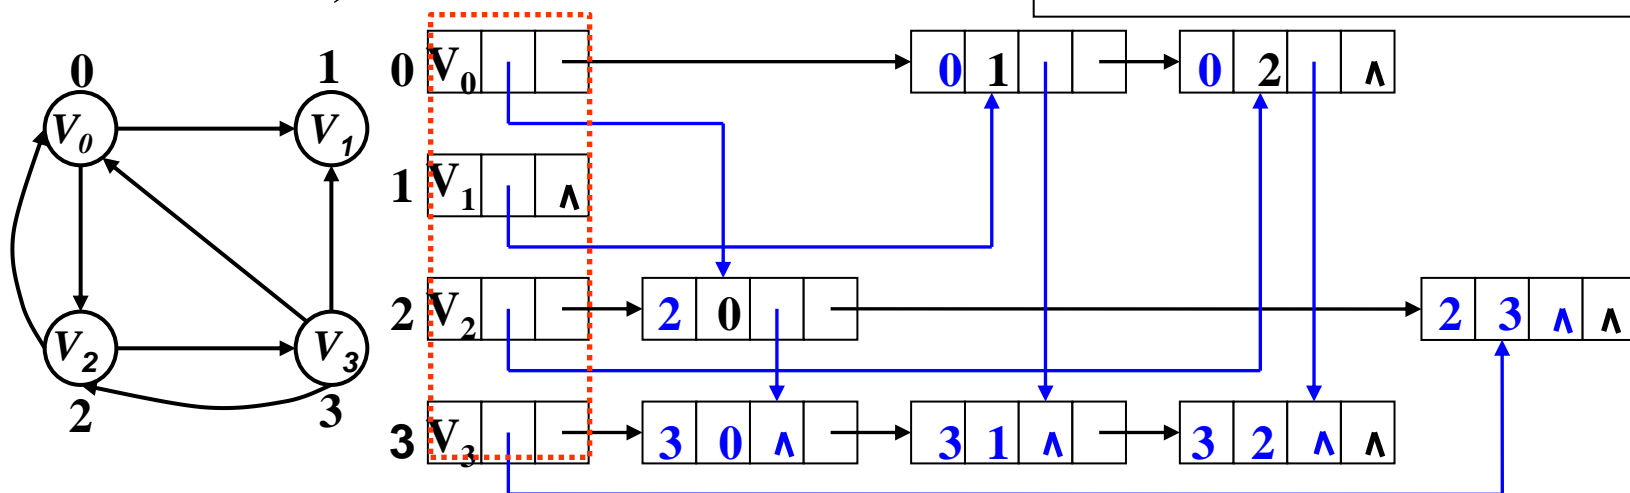 0 1
V0 V1
V2 V3
2 3
0 V0 0 1 0 2 ∧
1 V1 ∧
2 V2 2 0 2 3 ∧ ∧
3 V3 3 0 ∧ 3 1 ∧ 3 2 ∧ ∧